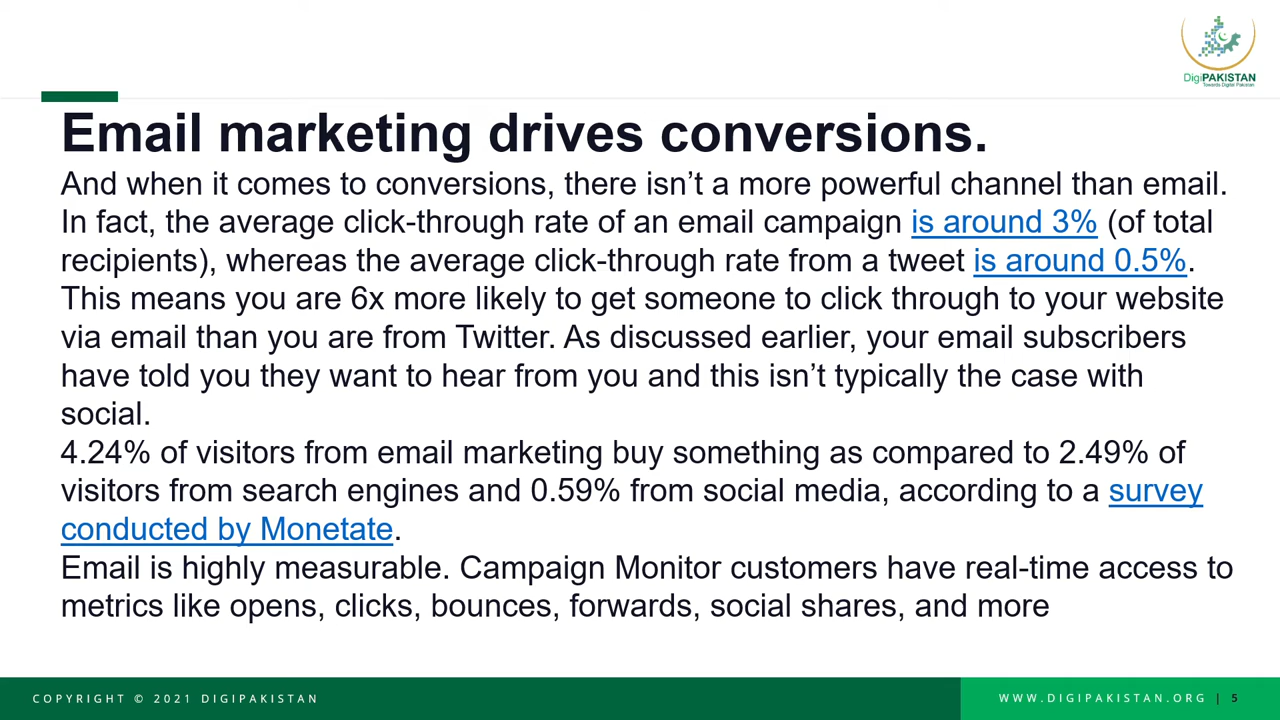 DigiPAKISTAN
Towards Digital Pakistan
Email marketing drives conversions.
And when it comes to conversions, there isn’t a more powerful channel than email.
In fact, the average click-through rate of an email campaign is around 3% (of total
recipients), whereas the average click-through rate from a tweet is around 0.5%.
This means you are 6x more likely to get someone to click through to your website
via email than you are from Twitter. As discussed earlier, your email subscribers
have told you they want to hear from you and this isn’t typically the case with
social.
4.24% of visitors from email marketing buy something as compared to 2.49% of
visitors from search engines and 0.59% from social media, according to a survey
conducted by Monetate.
Email is highly measurable. Campaign Monitor customers have real-time access to
metrics like opens, clicks, bounces, forwards, social shares, and more
COPYRIGHT © 2021 DIGIPAKISTAN
WWW.DIGIPAKISTAN.ORG | 5